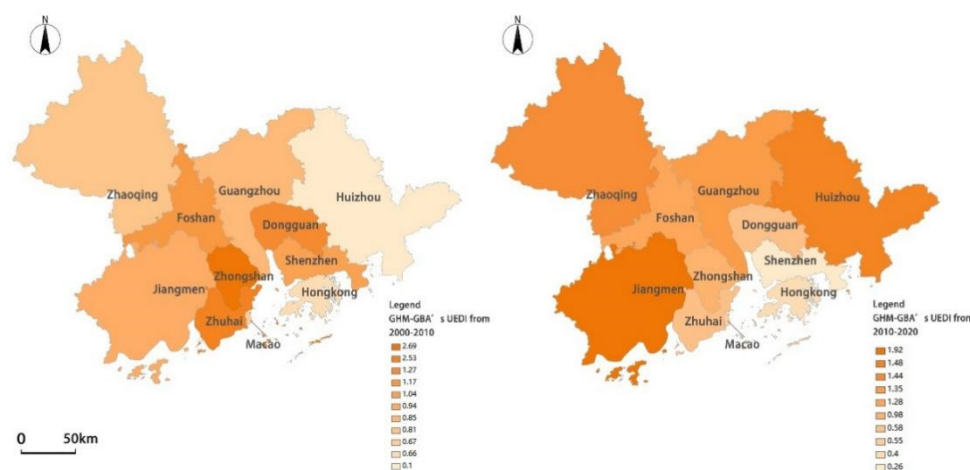 N
Zhaoqing
Guangzhou
Huizhou
Foshan
Dongguan
Shenzhen
Zhongshan
Jiangmen
Hongkong
Zhuhai
Macao
Legend
GHM-GBA´ s UEDI from
2000-2010
2.69
2.53
1.27
1.17
1.04
0.94
0.85
0.81
0.67
0.66
0.1
0 50km
N
Zhaoqing
Guangzhou
Huizhou
Foshan
Dongguan
Shenzhen
Zhongshan
Jiangmen
Hongkong
Zhuhai
Macao
Legend
GHM-GBA´ s UEDI from
2010-2020
1.92
1.48
1.44
1.35
1.28
0.98
0.58
0.55
0.4
0.26